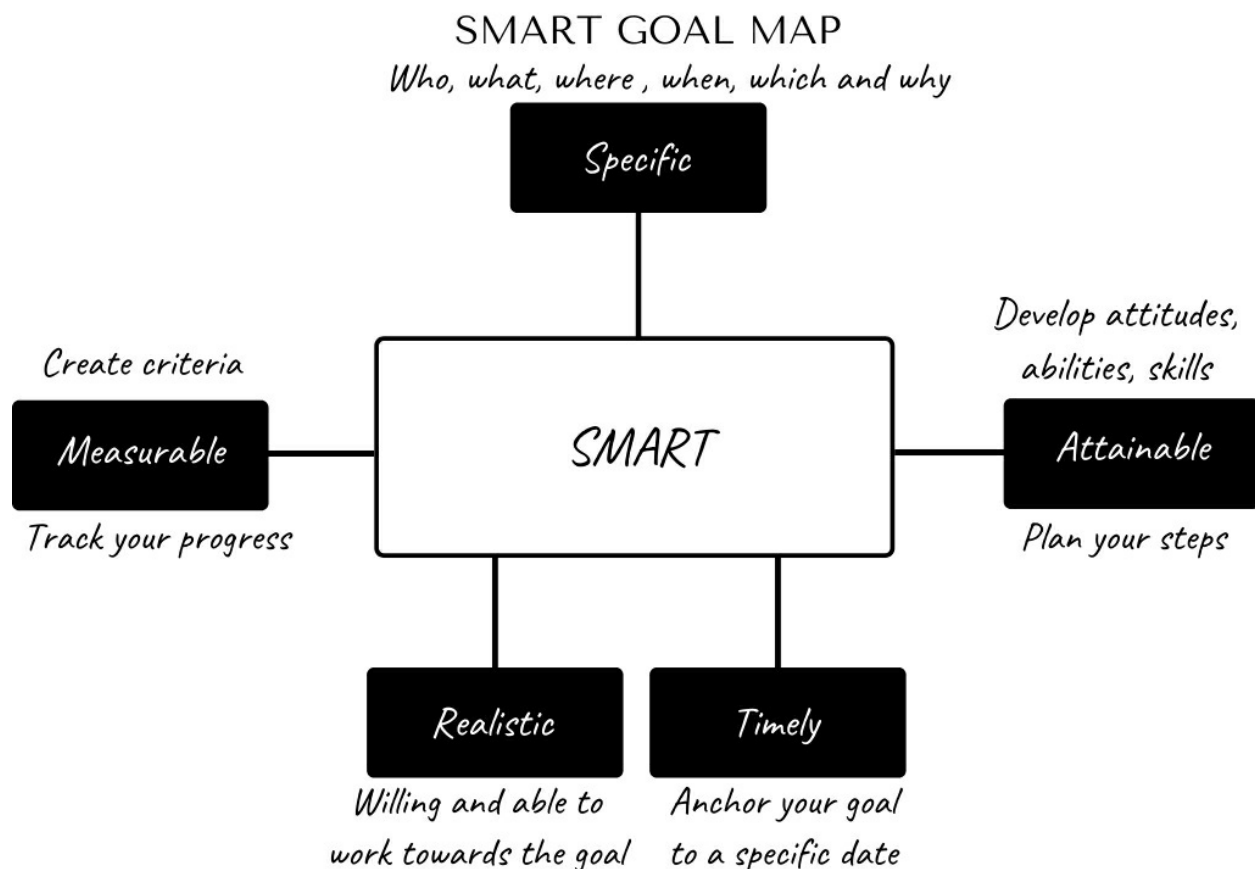 SMART GOAL MAP
Who, what, where , when, which and why
Specific
Develop attitudes,
abilities, skills
Create criteria
Measurable
SMART
Attainable
Track your progress
Plan your steps
Realistic
Timely
Willing and able to
work towards the goal
Anchor your goal
to a specific date